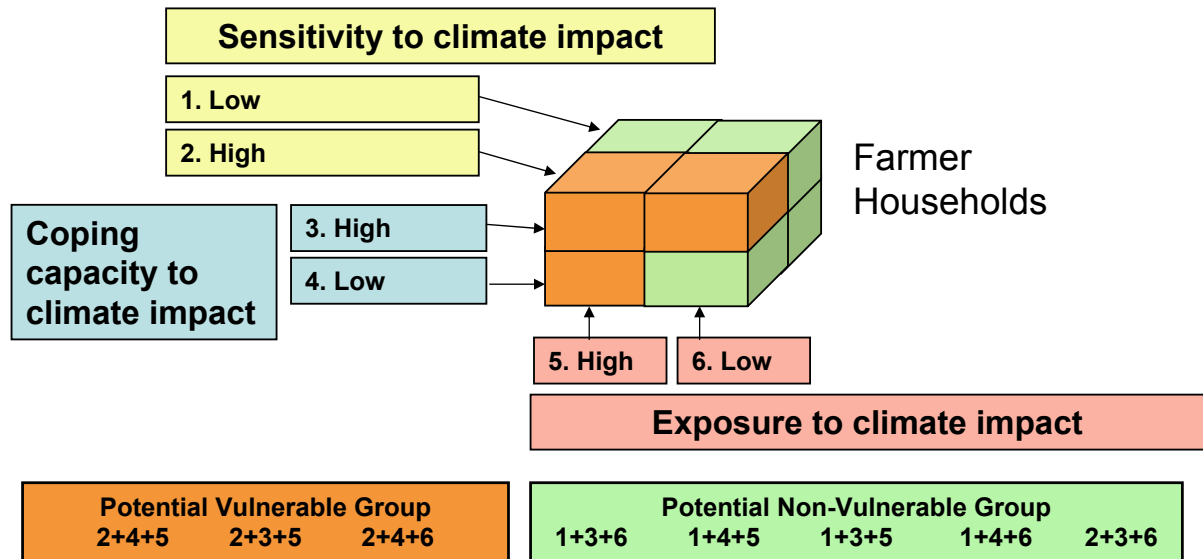 Sensitivity to climate impact
1. Low
2. High
Farmer
Households
Coping
capacity to
climate impact
3. High
4. Low
5. High
6. Low
Exposure to climate impact
Potential Vulnerable Group
2+4+5 2+3+5 2+4+6
Potential Non-Vulnerable Group
1+3+6 1+4+5 1+3+5 1+4+6 2+3+6